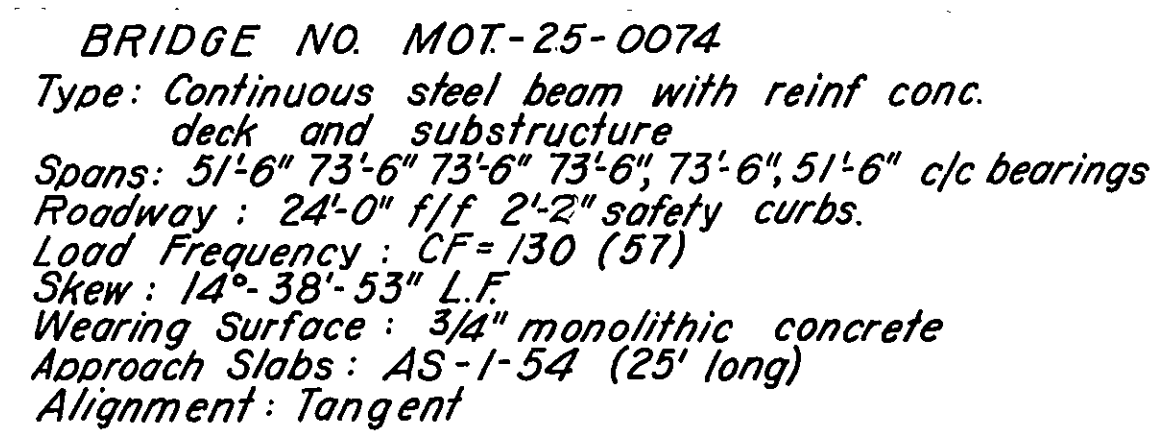 BRIDGE NO. MOT.-25-0074
Type: Continuous steel beam with reinf conc.
deck and substructure
Spans: 51'-6" 73'-6" 73'-6" 73'-6", 73'-6", 51'-6" c/c bearings
Roadway : 24'-0" f/f 2'-2" safety curbs.
Load Frequency : CF = 130 (57)
Skew : 14°-38'-53" L.F.
Wearing Surface : 3/4" monolithic concrete
Approach Slabs : AS-1-54 (25' long)
Alignment : Tangent